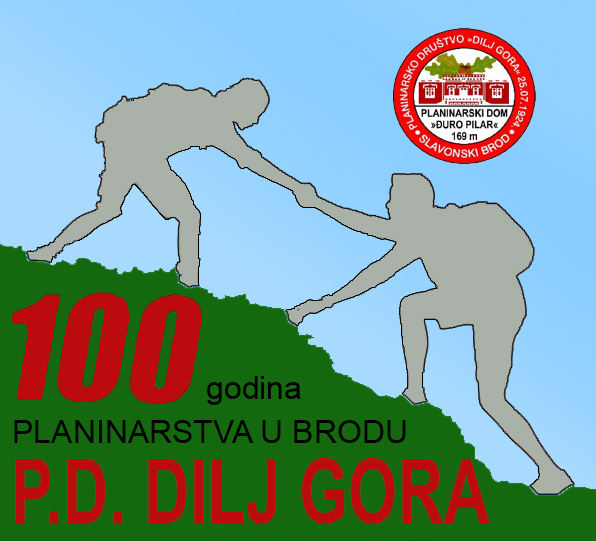 PLANINARSKO DRUŠTVO »DILJ GORA« 25.07.1924.
PLANINARSKI DOM
»ĐURO PILAR«
169 m
• SLAVONSKI BROD •
100 godina
PLANINARSTVA U BRODU
P.D. DILJ GORA